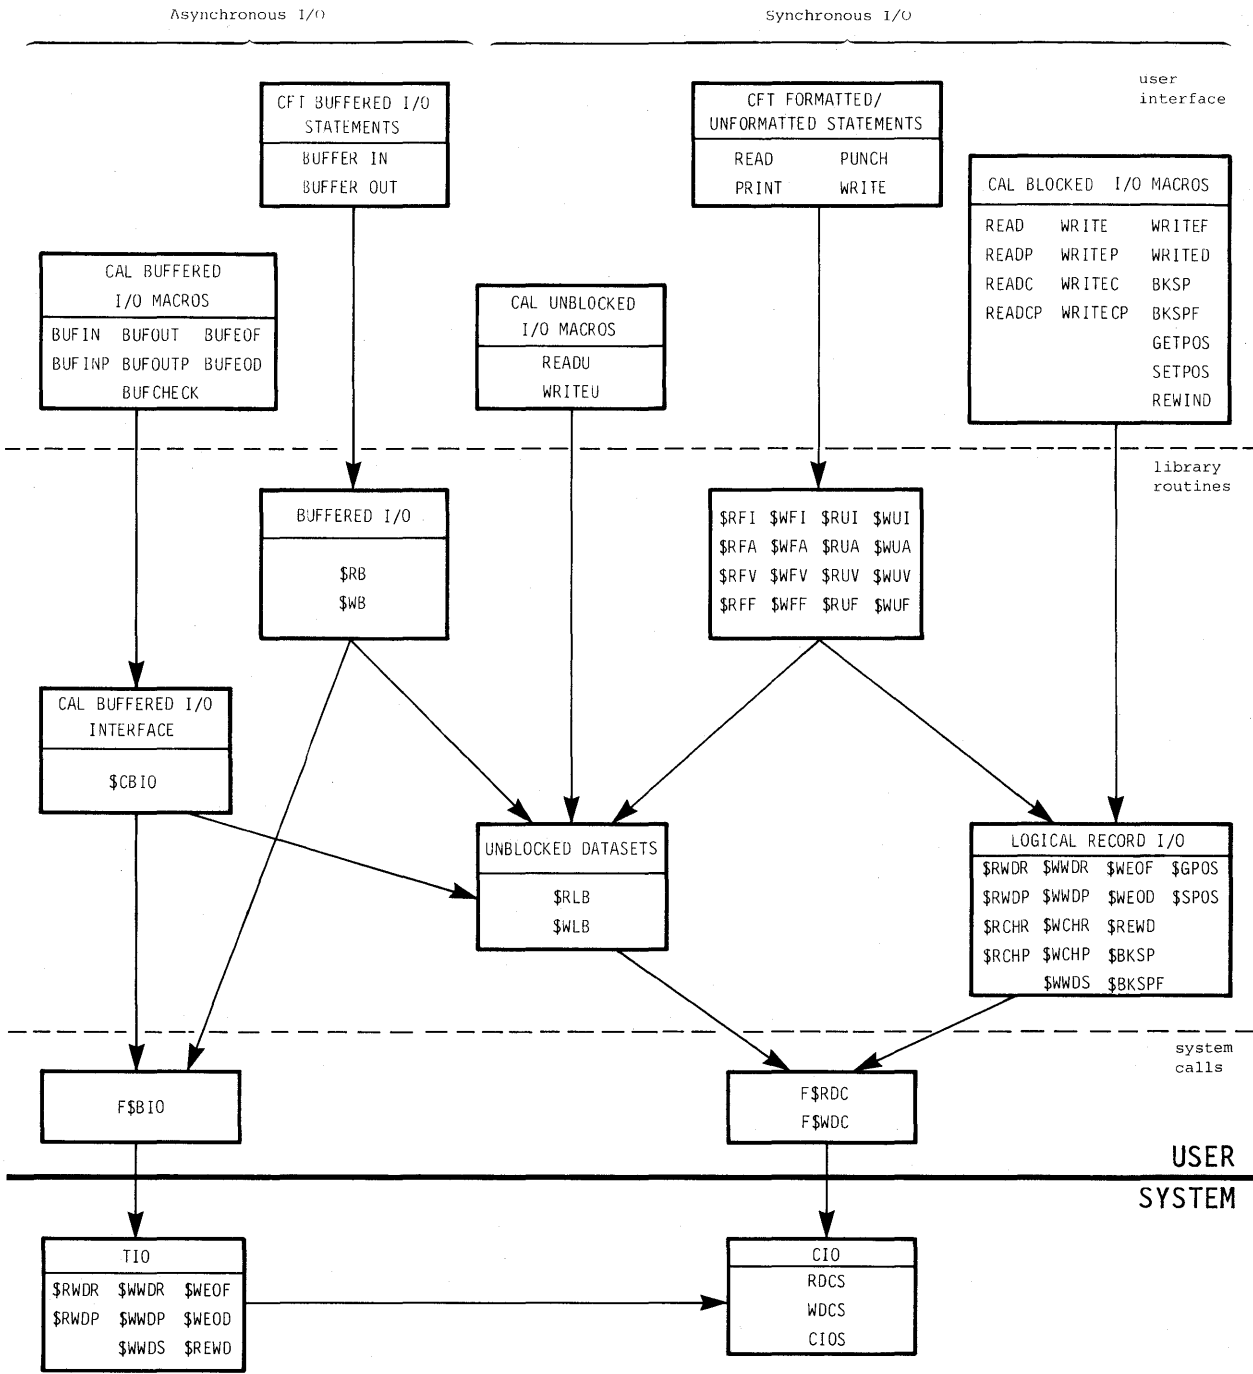 Asynchronous I/O
Synchronous I/O
user
interface
CFT BUFFERED I/O
STATEMENTS
BUFFER IN
BUFFER OUT
CFT FORMATTED/
UNFORMATTED STATEMENTS
READ PUNCH
PRINT WRITE
CAL BLOCKED I/O MACROS
READ WRITE WRITEF
READP WRITEP WRITED
READC WRITEC BKSP
READCP WRITECP BKSPF
GETPOS
SETPOS
REWIND
CAL BUFFERED
I/O MACROS
BUFIN BUFOUT BUFEOF
BUFINP BUFOUTP BUFEOD
BUFCHECK
CAL UNBLOCKED
I/O MACROS
READU
WRITEU
library
routines
BUFFERED I/O
$RB
$WB
$RFI $WFI $RUI $WUI
$RFA $WFA $RUA $WUA
$RFV $WFV $RUV $WUV
$RFF $WFF $RUF $WUF
CAL BUFFERED I/O
INTERFACE
$CBIO
UNBLOCKED DATASETS
$RLB
$WLB
LOGICAL RECORD I/O
$RWDR $WWDR $WEOF $GPOS
$RWDP $WWDP $WEOD $SPOS
$RCHR $WCHR $REWD
$RCHP $WCHP $BKSP
$WWDS $BKSPF
system
calls
F$BIO
F$RDC
F$WDC
USER
SYSTEM
TIO
$RWDR $WWDR $WEOF
$RWDP $WWDP $WEOD
$WWDS $REWD
CIO
RDCS
WDCS
CIOS